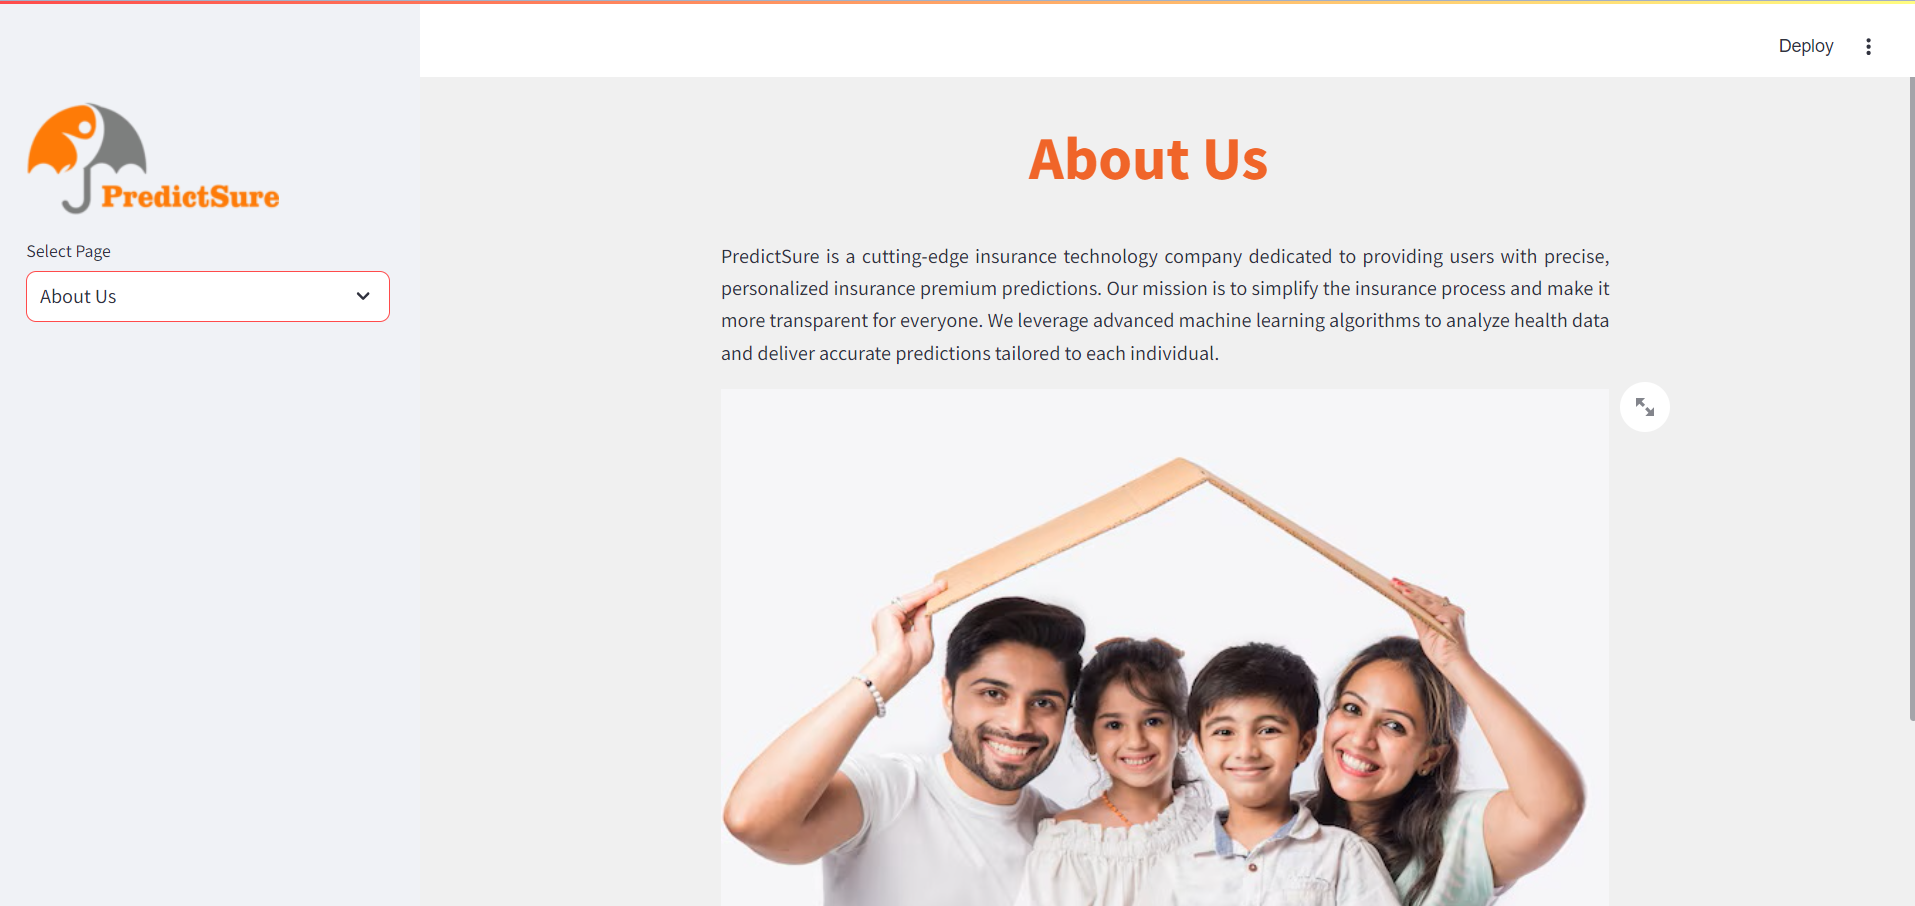 Deploy
PredictSure
Select Page
About Us
About Us
PredictSure is a cutting-edge insurance technology company dedicated to providing users with precise,
personalized insurance premium predictions. Our mission is to simplify the insurance process and make it
more transparent for everyone. We leverage advanced machine learning algorithms to analyze health data
and deliver accurate predictions tailored to each individual.